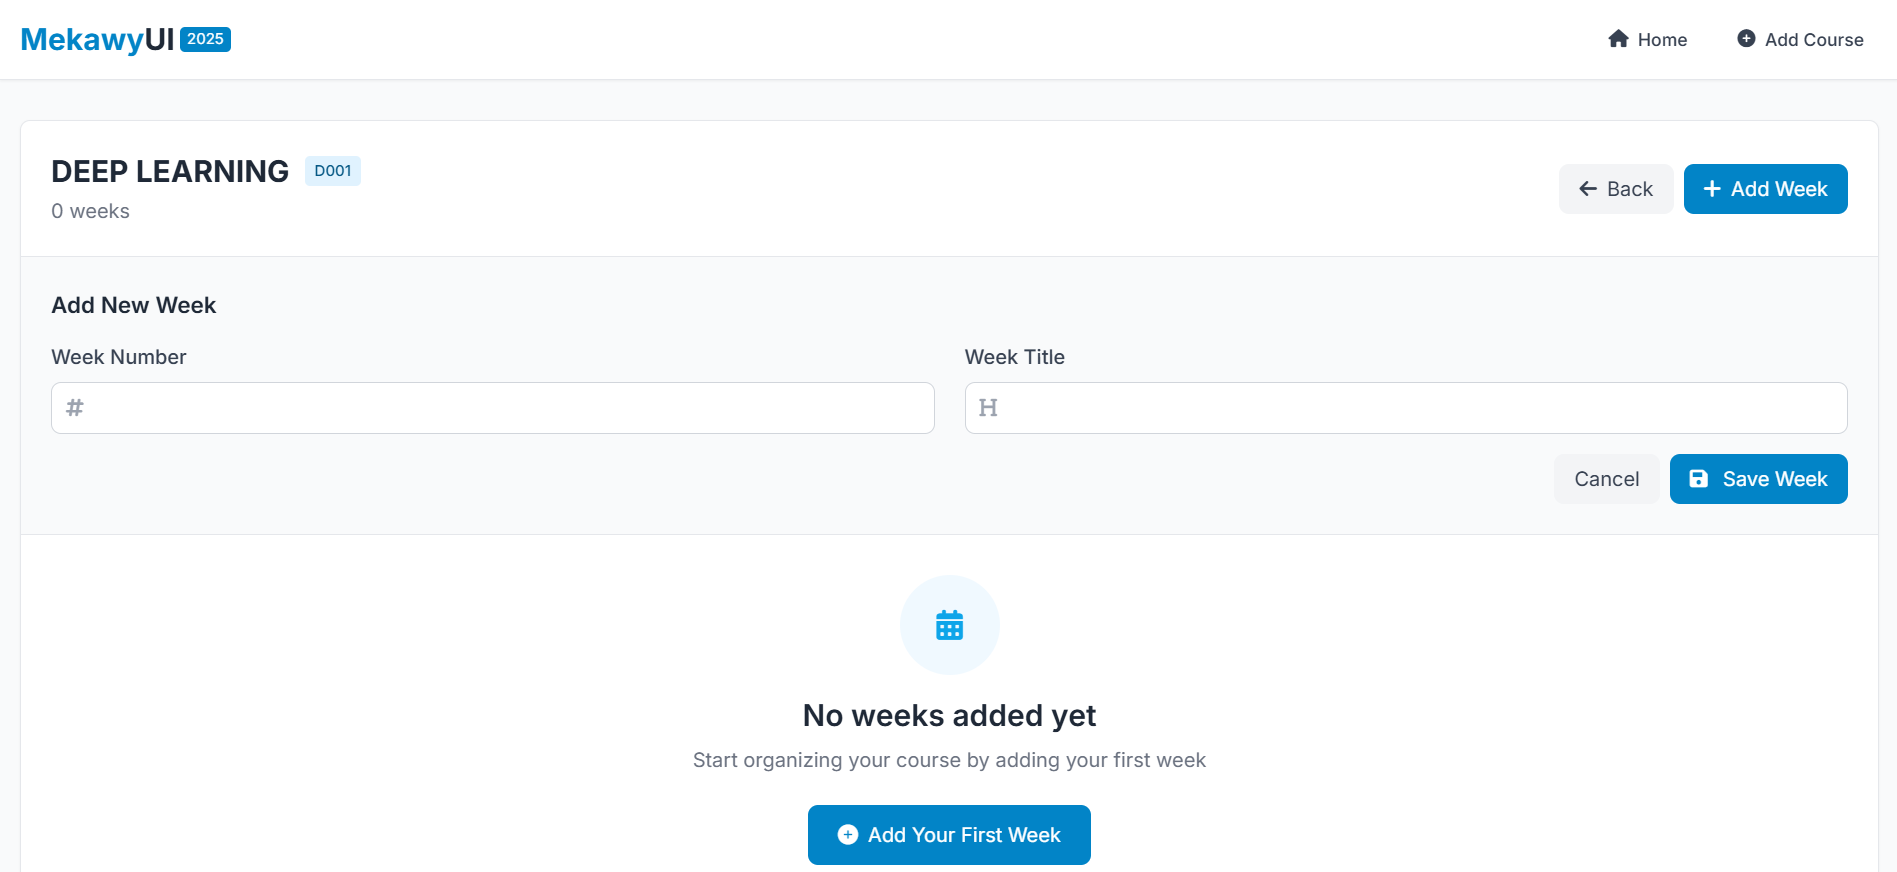 MekawyUI 2025
Home
Add Course
DEEP LEARNING D001
0 weeks
Back
Add Week
Add New Week
Week Number
Week Title
#
H
Cancel
Save Week
No weeks added yet
Start organizing your course by adding your first week
Add Your First Week